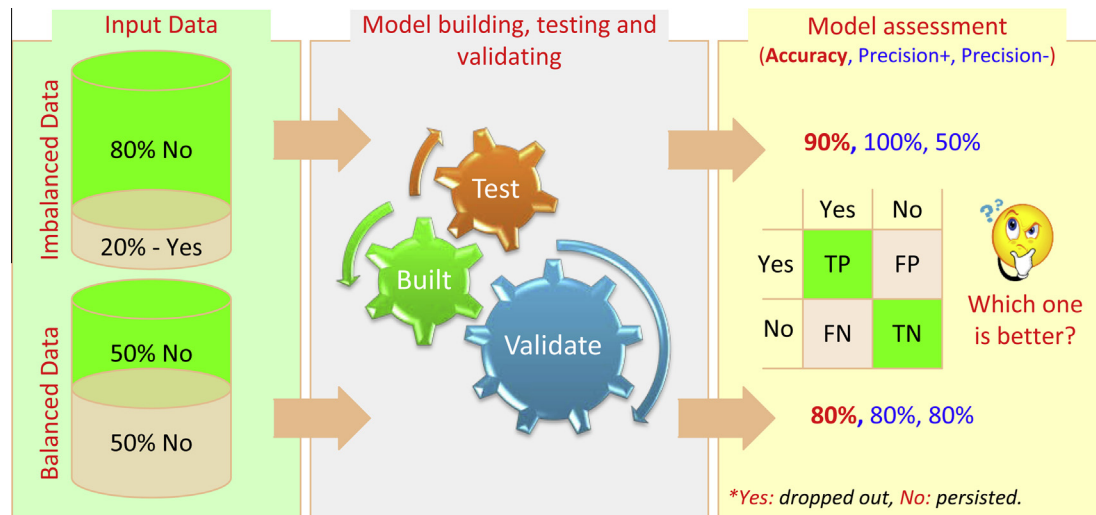 Input Data
Imbalanced Data
80% No
20% - Yes
Balanced Data
50% No
50% No
Model building, testing and
validating
Test
Built
Validate
Model assessment
(Accuracy, Precision+, Precision-)
90%, 100%, 50%
Yes No
Yes TP FP
No FN TN
??
Which one
is better?
80%, 80%, 80%
*Yes: dropped out, No: persisted.